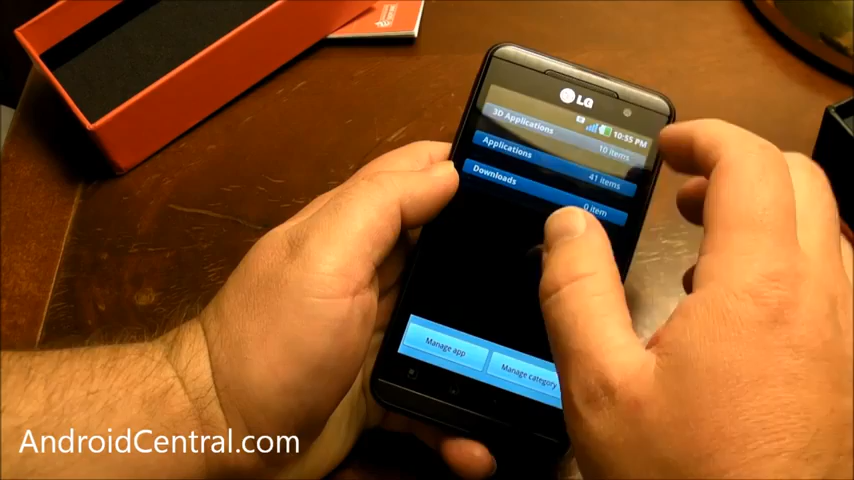 LG
10:55 PM
3D Applications
10 items
Applications
41 items
Downloads
0 item
Manage app
Manage category
AndroidCentral.com